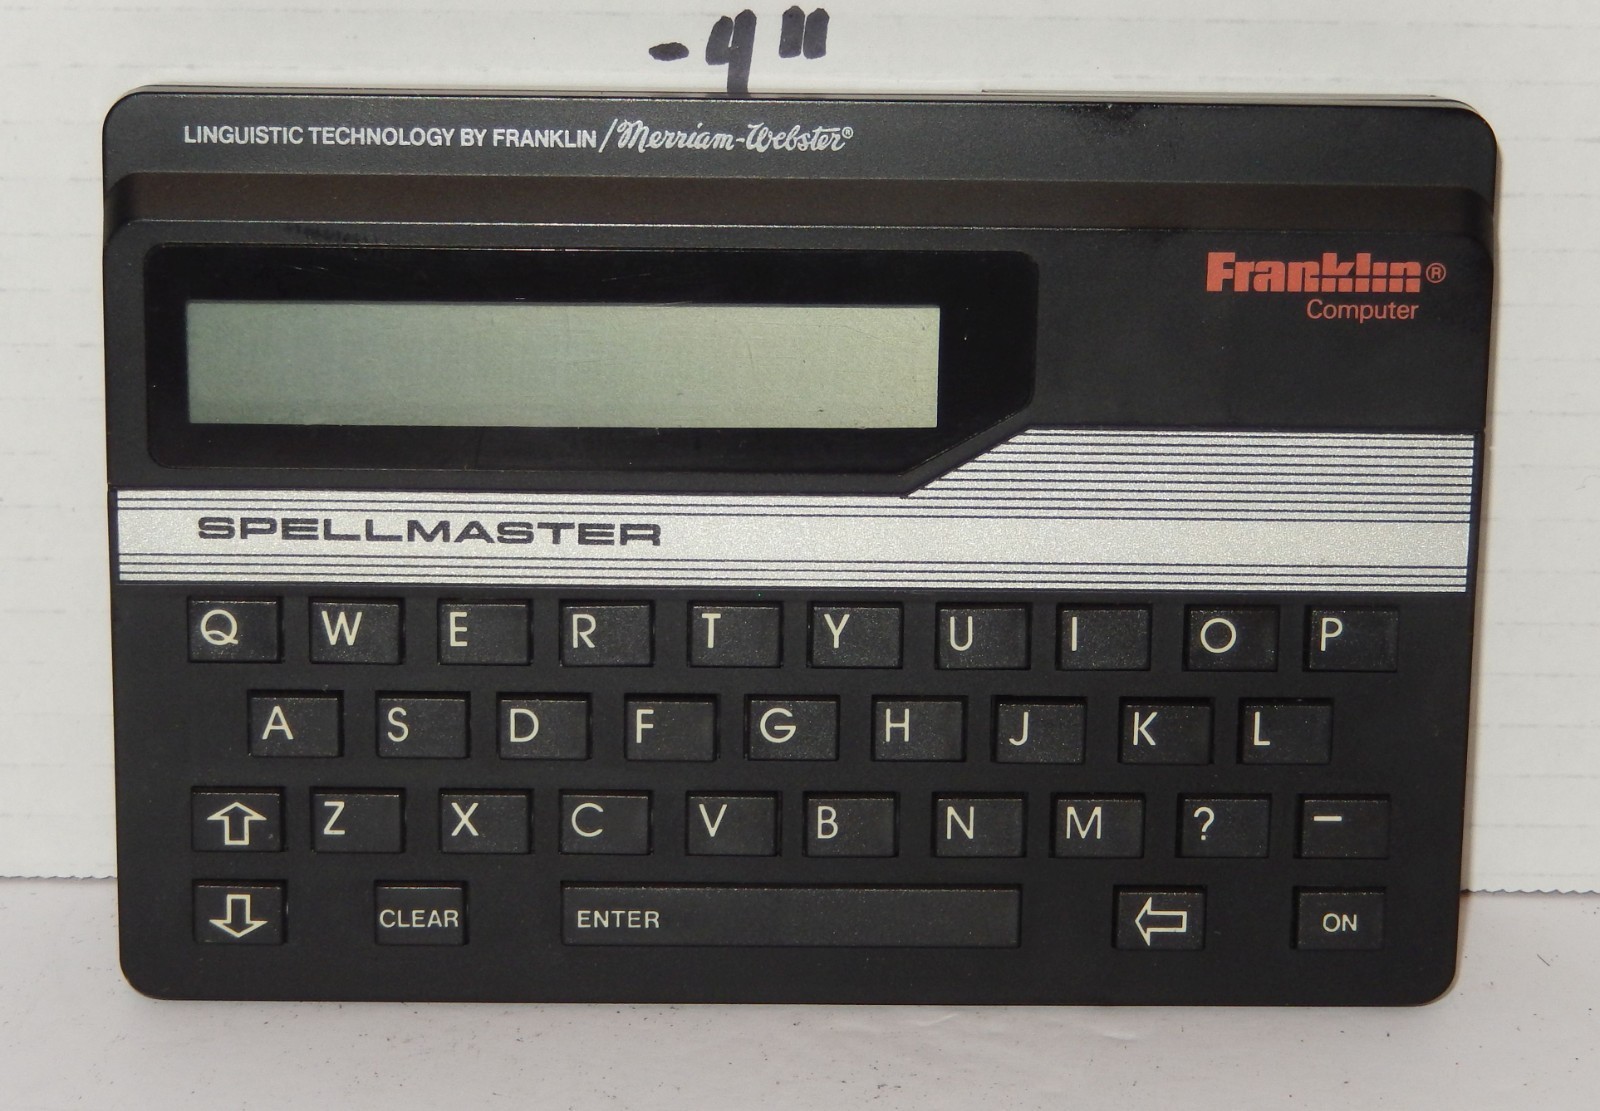 -4"
LINGUISTIC TECHNOLOGY BY FRANKLIN/Merriam-Webster®
Franklin®
Computer
SPELLMASTER
Q W E R T Y U I O P
A S D F G H J K L
⇧ Z X C V B N M ? −
⇩ CLEAR ENTER ⇦ ON